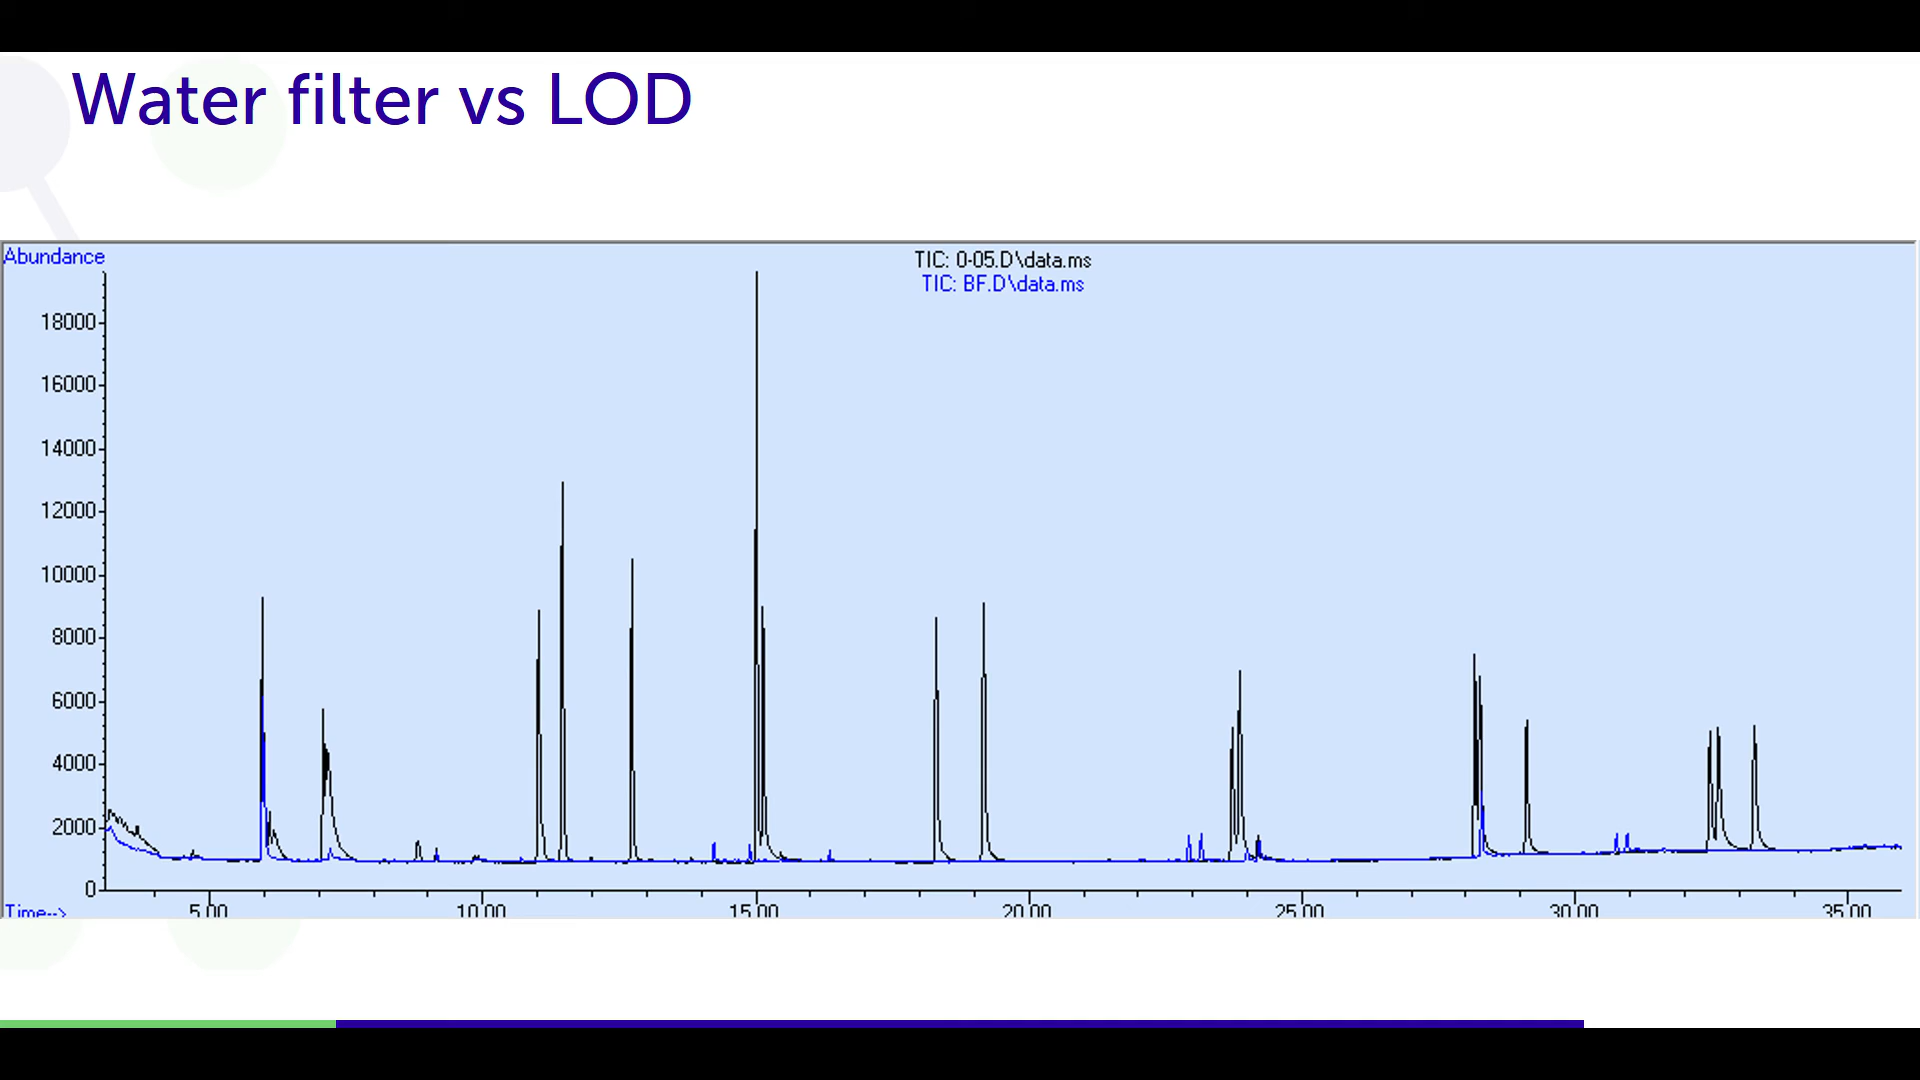 Water filter vs LOD
Abundance
TIC: 0-05.D\data.ms
TIC: BF.D\data.ms
18000
16000
14000
12000
10000
8000
6000
4000
2000
0
Time-->
5.00 10.00 15.00 20.00 25.00 30.00 35.00